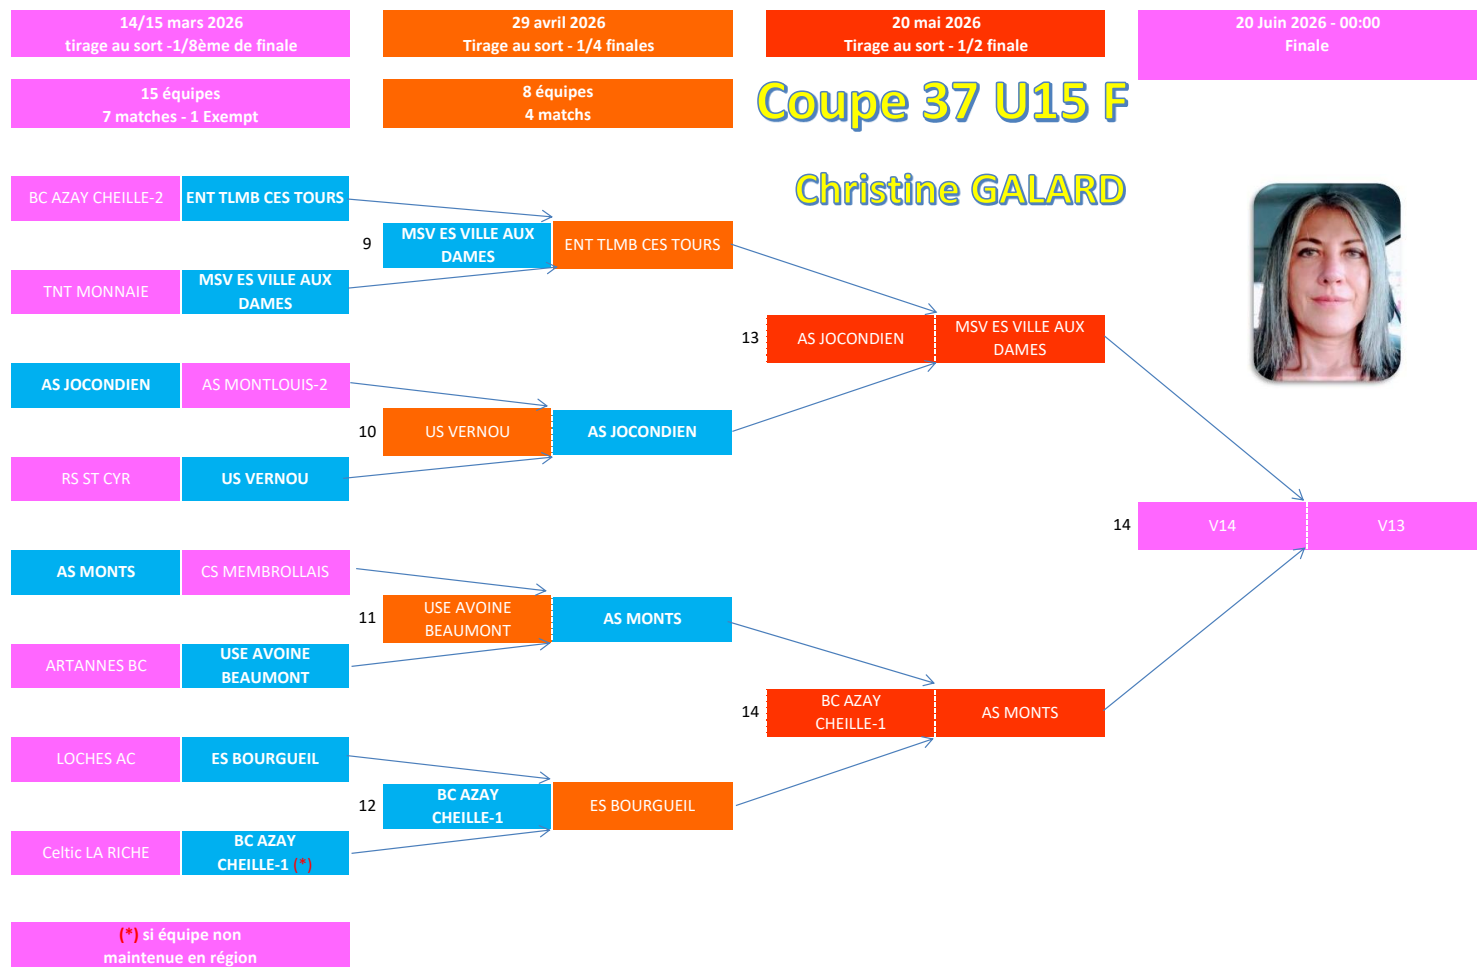 14/15 mars 2026
tirage au sort -1/8ème de finale
29 avril 2026
Tirage au sort - 1/4 finales
20 mai 2026
Tirage au sort - 1/2 finale
20 Juin 2026 - 00:00
Finale
15 équipes
7 matches - 1 Exempt
8 équipes
4 matchs
Coupe 37 U15 F
Christine GALARD
BC AZAY CHEILLE-2
ENT TLMB CES TOURS
9
MSV ES VILLE AUX
DAMES
ENT TLMB CES TOURS
TNT MONNAIE
MSV ES VILLE AUX
DAMES
13
AS JOCONDIEN
MSV ES VILLE AUX
DAMES
AS JOCONDIEN
AS MONTLOUIS-2
10
US VERNOU
AS JOCONDIEN
RS ST CYR
US VERNOU
14
V14
V13
AS MONTS
CS MEMBROLLAIS
11
USE AVOINE
BEAUMONT
AS MONTS
ARTANNES BC
USE AVOINE
BEAUMONT
14
BC AZAY
CHEILLE-1
AS MONTS
LOCHES AC
ES BOURGUEIL
12
BC AZAY
CHEILLE-1
ES BOURGUEIL
Celtic LA RICHE
BC AZAY
CHEILLE-1 (*)
(*) si équipe non
maintenue en région